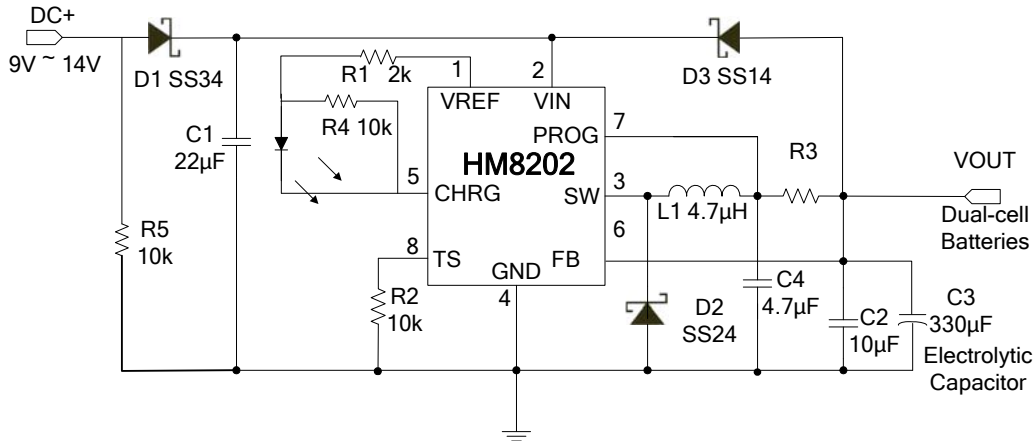 DC+
9V ~ 14V
D1 SS34
R1 2k
1
2
D3 SS14
VREF
VIN
R4 10k
C1
22µF
PROG
7
HM8202
R3
VOUT
5
CHRG
SW
3
L1 4.7µH
Dual-cell
Batteries
R5
10k
8
TS
FB
6
GND
4
R2
10k
D2
SS24
C4
4.7µF
C2
10µF
C3
330µF
Electrolytic
Capacitor